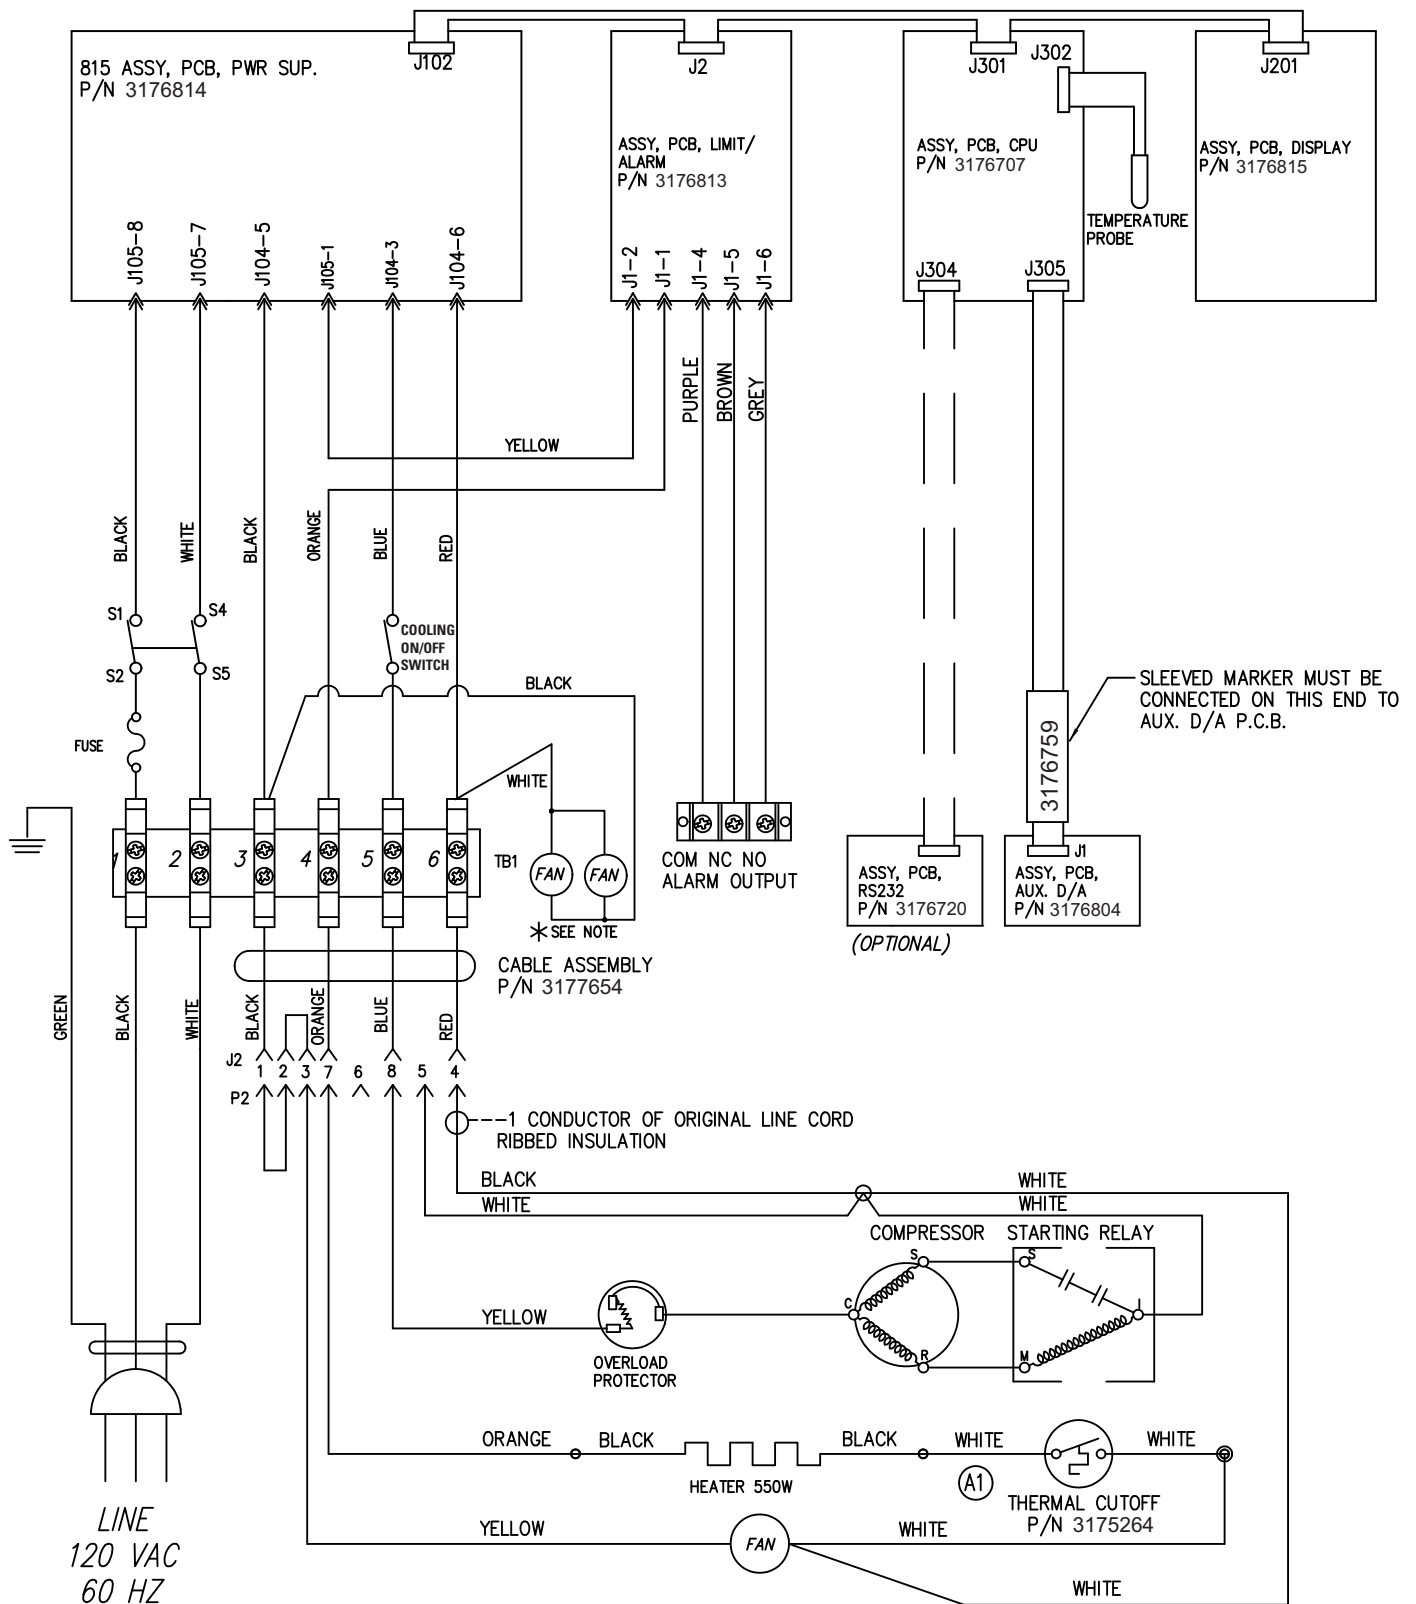 815 ASSY, PCB, PWR SUP.
P/N 3176814
J102
J105-8
J105-7
J104-5
J105-1
J104-3
J104-6
J2
ASSY, PCB, LIMIT/
ALARM
P/N 3176813
J1-2
J1-1
J1-4
J1-5
J1-6
J301
J302
ASSY, PCB, CPU
P/N 3176707
TEMPERATURE
PROBE
J304
J305
J201
ASSY, PCB, DISPLAY
P/N 3176815
PURPLE
BROWN
GREY
YELLOW
BLACK
WHITE
BLACK
ORANGE
BLUE
RED
S1
S4
S2
S5
COOLING
ON/OFF
SWITCH
BLACK
FUSE
WHITE
SLEEVED MARKER MUST BE
CONNECTED ON THIS END TO
AUX. D/A P.C.B.
3176759
1
2
3
4
5
6
TB1
FAN
FAN
* SEE NOTE
COM NC NO
ALARM OUTPUT
ASSY, PCB,
RS232
P/N 3176720
(OPTIONAL)
J1
ASSY, PCB,
AUX. D/A
P/N 3176804
CABLE ASSEMBLY
P/N 3177654
GREEN
BLACK
WHITE
BLACK
ORANGE
BLUE
RED
J2
1
2
3
7
6
8
5
4
P2
1 CONDUCTOR OF ORIGINAL LINE CORD
RIBBED INSULATION
BLACK
WHITE
WHITE
WHITE
COMPRESSOR
STARTING RELAY
S
S
C
I
R
M
YELLOW
OVERLOAD
PROTECTOR
ORANGE
BLACK
HEATER 550W
BLACK
WHITE
WHITE
A1
THERMAL CUTOFF
P/N 3175264
YELLOW
FAN
WHITE
WHITE
LINE
120 VAC
60 HZ